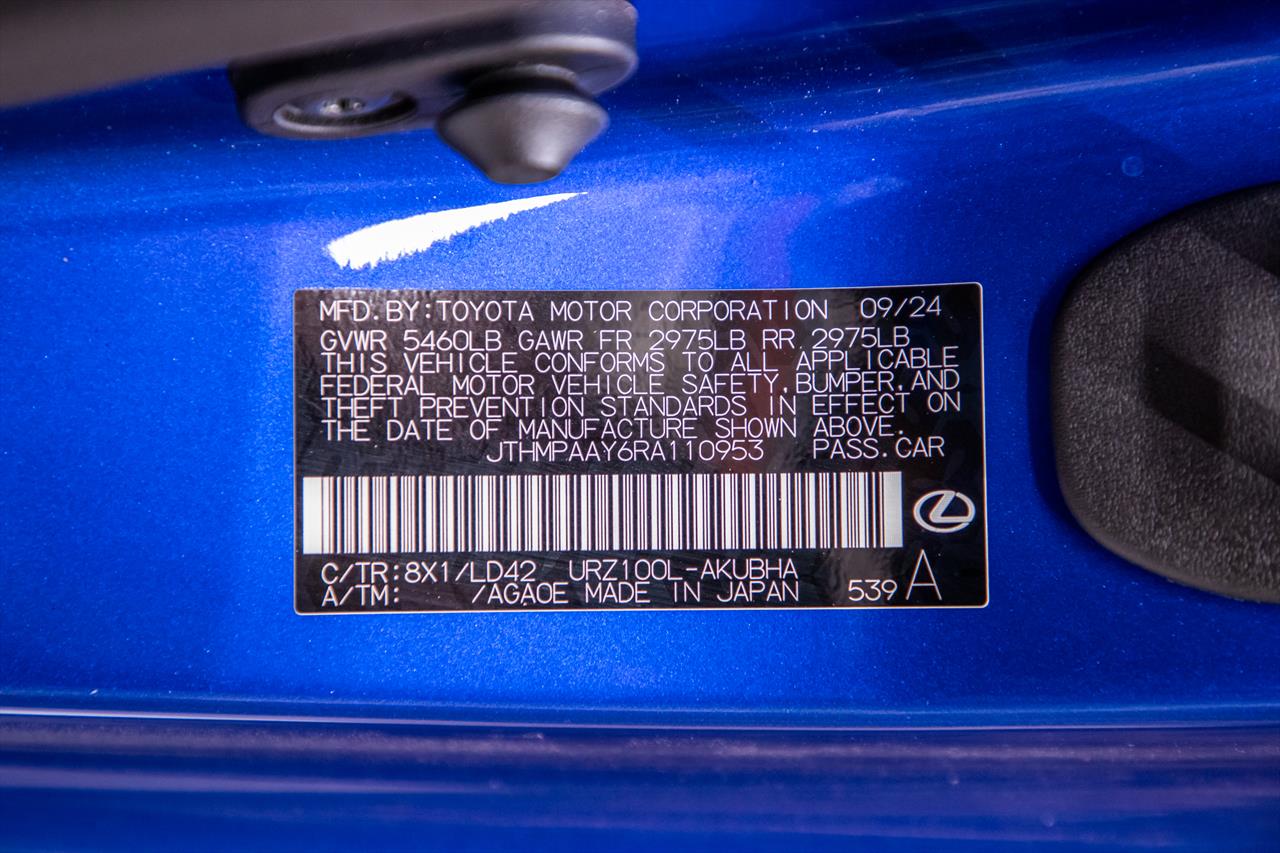 MFD.BY:TOYOTA MOTOR CORPORATION 09/24
GVWR 5460LB GAWR FR 2975LB RR 2975LB
THIS VEHICLE CONFORMS TO ALL APPLICABLE
FEDERAL MOTOR VEHICLE SAFETY,BUMPER,AND
THEFT PREVENTION STANDARDS IN EFFECT ON
THE DATE OF MANUFACTURE SHOWN ABOVE.
JTHMPAAY6RA110953 PASS.CAR
C/TR:8X1/LD42 URZ100L-AKUBHA
A/TM: /AGA0E MADE IN JAPAN 539 A